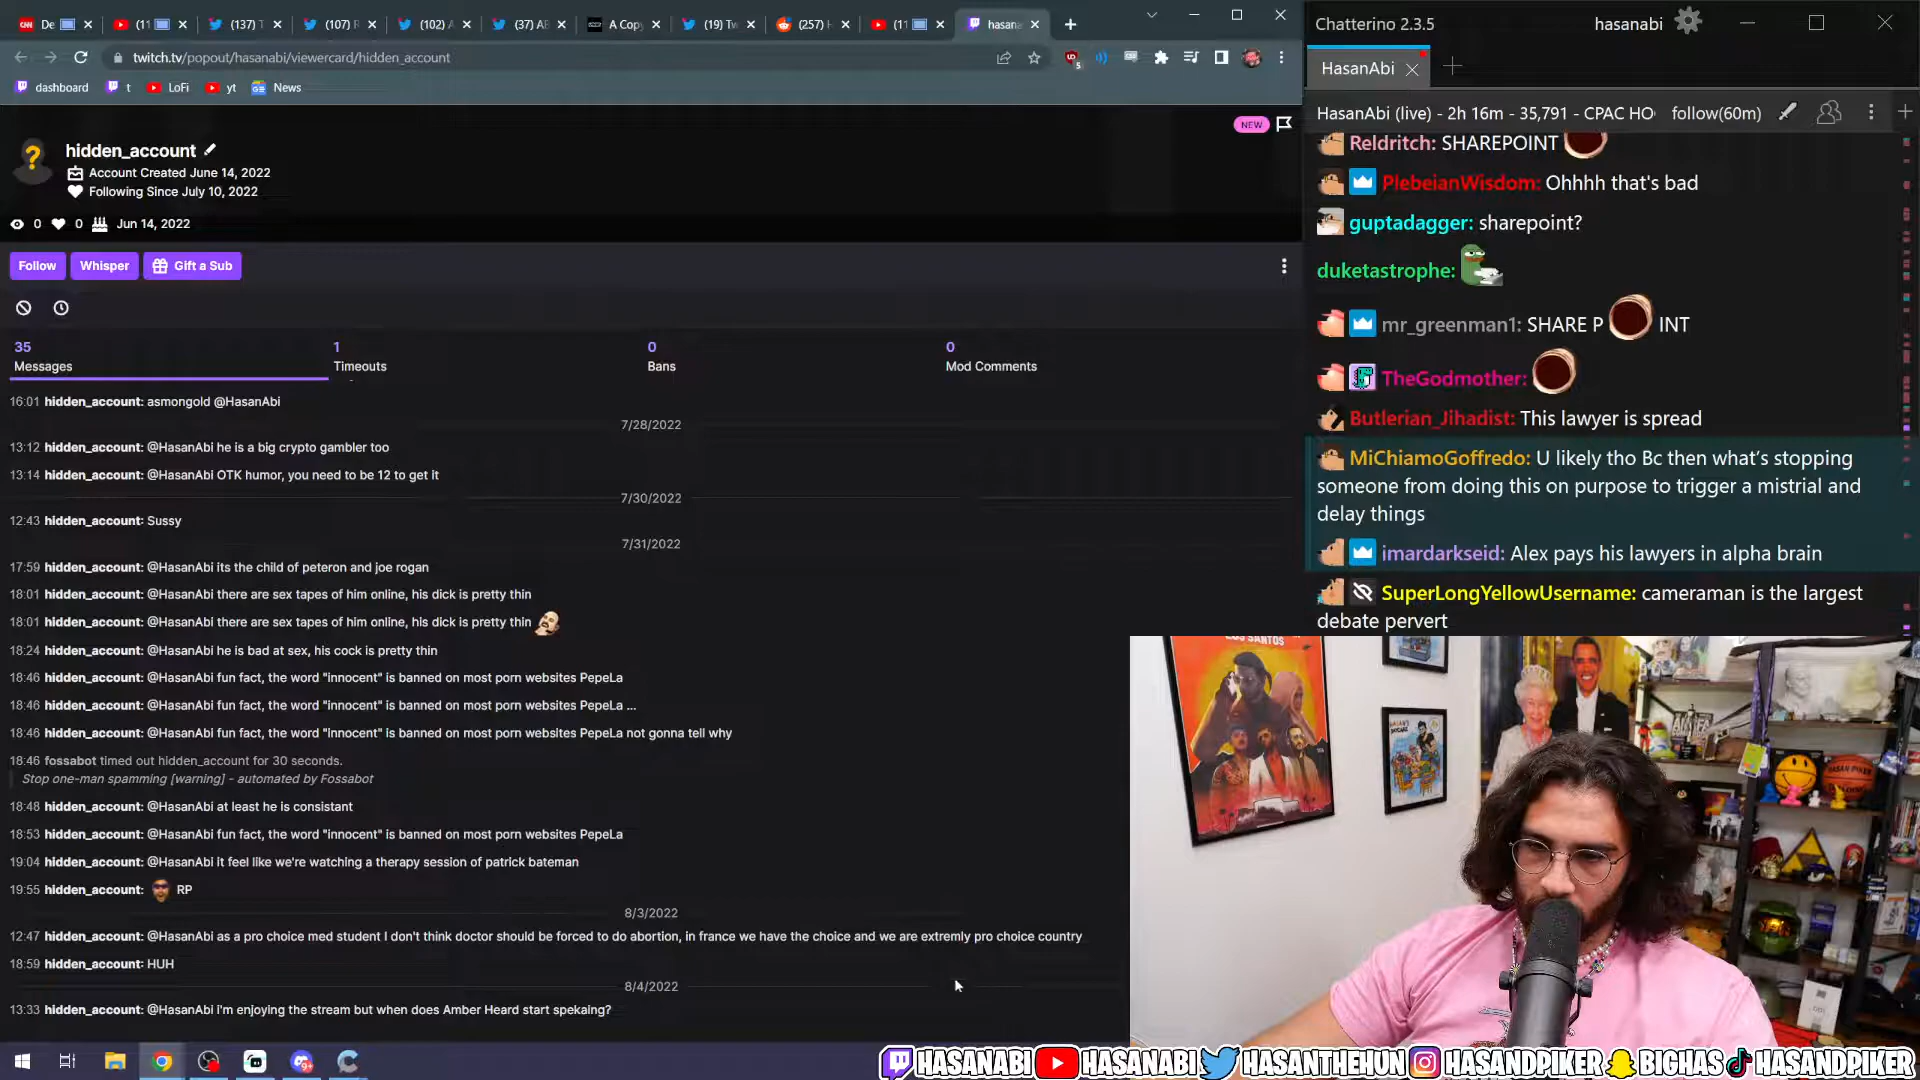 De
(11
(137) T
(107) R
(102) A
(37) AB
A Copy
(19) Tw
(257) H
(11
hasana
twitch.tv/popout/hasanabi/viewercard/hidden_account
5
dashboard
t
LoFi
yt
News
NEW
hidden_account
Account Created June 14, 2022
Following Since July 10, 2022
0 0 Jun 14, 2022
Follow
Whisper
Gift a Sub
35 1 0 0
Messages Timeouts Bans Mod Comments
16:01 hidden_account: asmongold @HasanAbi
7/28/2022
13:12 hidden_account: @HasanAbi he is a big crypto gambler too
13:14 hidden_account: @HasanAbi OTK humor, you need to be 12 to get it
7/30/2022
12:43 hidden_account: Sussy
7/31/2022
17:59 hidden_account: @HasanAbi its the child of peteron and joe rogan
18:01 hidden_account: @HasanAbi there are sex tapes of him online, his dick is pretty thin
18:01 hidden_account: @HasanAbi there are sex tapes of him online, his dick is pretty thin
18:24 hidden_account: @HasanAbi he is bad at sex, his cock is pretty thin
18:46 hidden_account: @HasanAbi fun fact, the word "innocent" is banned on most porn websites PepeLa
18:46 hidden_account: @HasanAbi fun fact, the word "innocent" is banned on most porn websites PepeLa ...
18:46 hidden_account: @HasanAbi fun fact, the word "innocent" is banned on most porn websites PepeLa not gonna tell why
18:46 fossabot timed out hidden_account for 30 seconds.
Stop one-man spamming [warning] - automated by Fossabot
18:48 hidden_account: @HasanAbi at least he is consistant
18:53 hidden_account: @HasanAbi fun fact, the word "innocent" is banned on most porn websites PepeLa
19:04 hidden_account: @HasanAbi it feel like we're watching a therapy session of patrick bateman
19:55 hidden_account: RP
8/3/2022
12:47 hidden_account: @HasanAbi as a pro choice med student I don't think doctor should be forced to do abortion, in france we have the choice and we are extremly pro choice country
18:59 hidden_account: HUH
8/4/2022
13:33 hidden_account: @HasanAbi i'm enjoying the stream but when does Amber Heard start spekaing?
Chatterino 2.3.5
hasanabi
HasanAbi
HasanAbi (live) - 2h 16m - 35,791 - CPAC HO
follow(60m)
Reldritch: SHAREPOINT
PlebeianWisdom: Ohhhh that's bad
guptadagger: sharepoint?
duketastrophe:
mr_greenman1: SHARE P INT
TheGodmother:
Butlerian_Jihadist: This lawyer is spread
MiChiamoGoffredo: U likely tho Bc then what's stopping
someone from doing this on purpose to trigger a mistrial and
delay things
imardarkseid: Alex pays his lawyers in alpha brain
SuperLongYellowUsername: cameraman is the largest
debate pervert
LOS SANTOS
HASANABI
HASANABI
HASANTHEHUN
HASANDPIKER
BIGHAS
HASANDPIKER